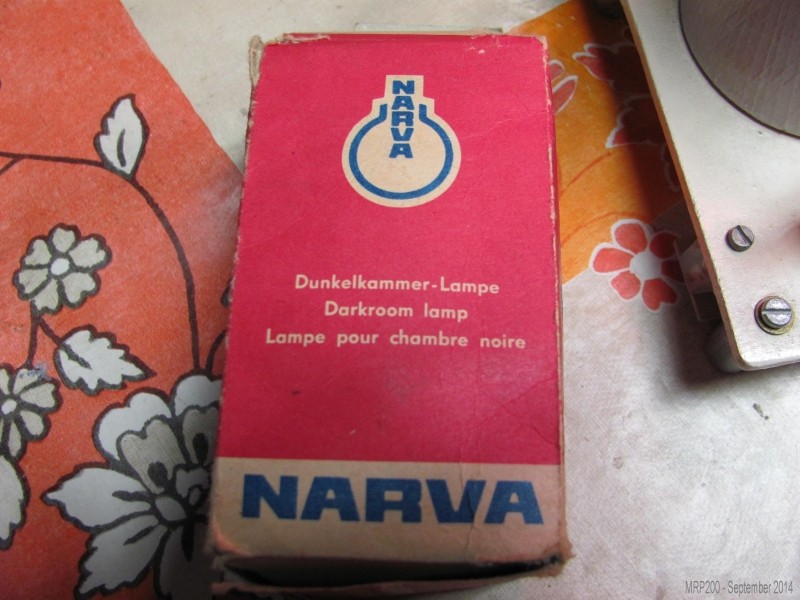 NARVA
Dunkelkammer-Lampe
Darkroom lamp
Lampe pour chambre noire
NARVA
MRP200 - September 2014